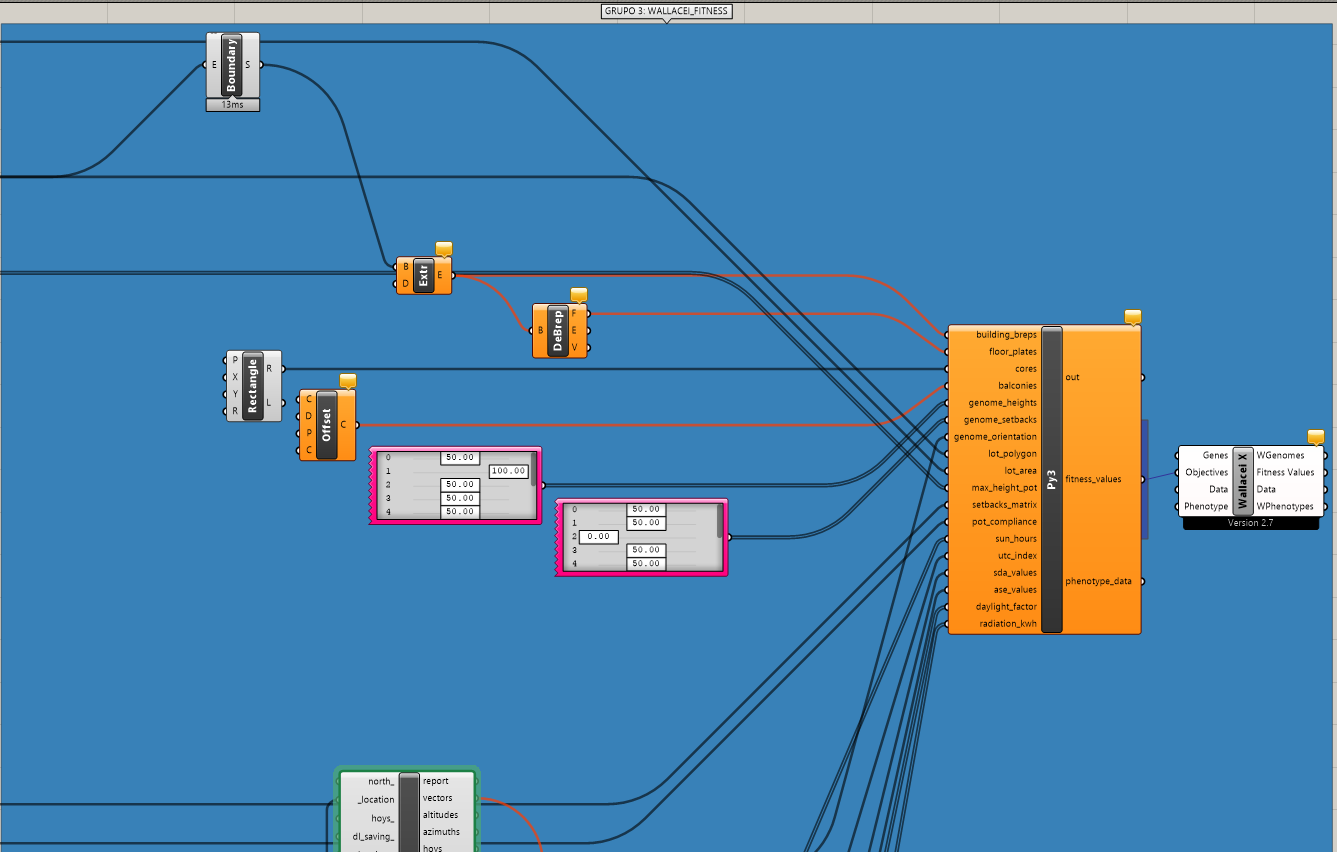 GRUPO 3: WALLACEI_FITNESS
E
Boundary
S
13ms
B
D
Extr
E
B
DeBrep
F
E
V
P
X
Y
R
Rectangle
R
L
C
D
P
C
Offset
C
0 50.00
1 100.00
2 50.00
3 50.00
4 50.00
0 50.00
1 50.00
2 0.00
3 50.00
4 50.00
building_breps
floor_plates
cores
balconies
genome_heights
genome_setbacks
genome_orientation
lot_polygon
lot_area
max_height_pot
setbacks_matrix
pot_compliance
sun_hours
utc_index
sda_values
ase_values
daylight_factor
radiation_kwh
Py3
out
fitness_values
phenotype_data
Genes
Objectives
Data
Phenotype
Wallacei X
WGenomes
Fitness Values
Data
WPhenotypes
Version 2.7
north_
_location
hoys_
dl_saving_
report
vectors
altitudes
azimuths
hoys